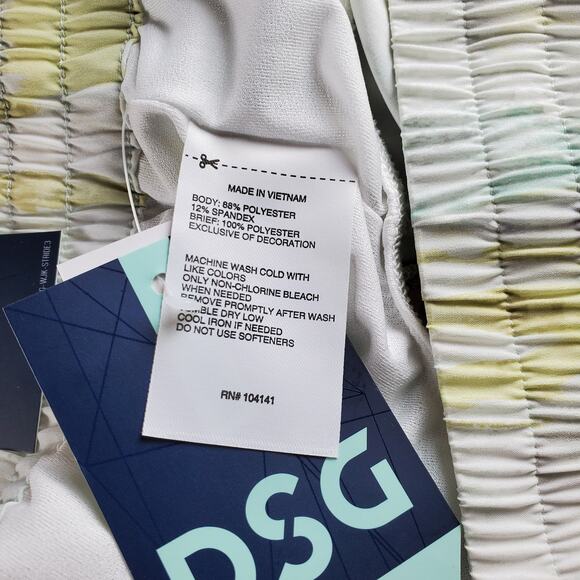 MADE IN VIETNAM
BODY: 88% POLYESTER
12% SPANDEX
BRIEF: 100% POLYESTER
EXCLUSIVE OF DECORATION
MACHINE WASH COLD WITH
LIKE COLORS
ONLY NON-CHLORINE BLEACH
WHEN NEEDED
REMOVE PROMPTLY AFTER WASH
TUMBLE DRY LOW
COOL IRON IF NEEDED
DO NOT USE SOFTENERS
RN# 104141
DSG
-WJK-STRIDE3